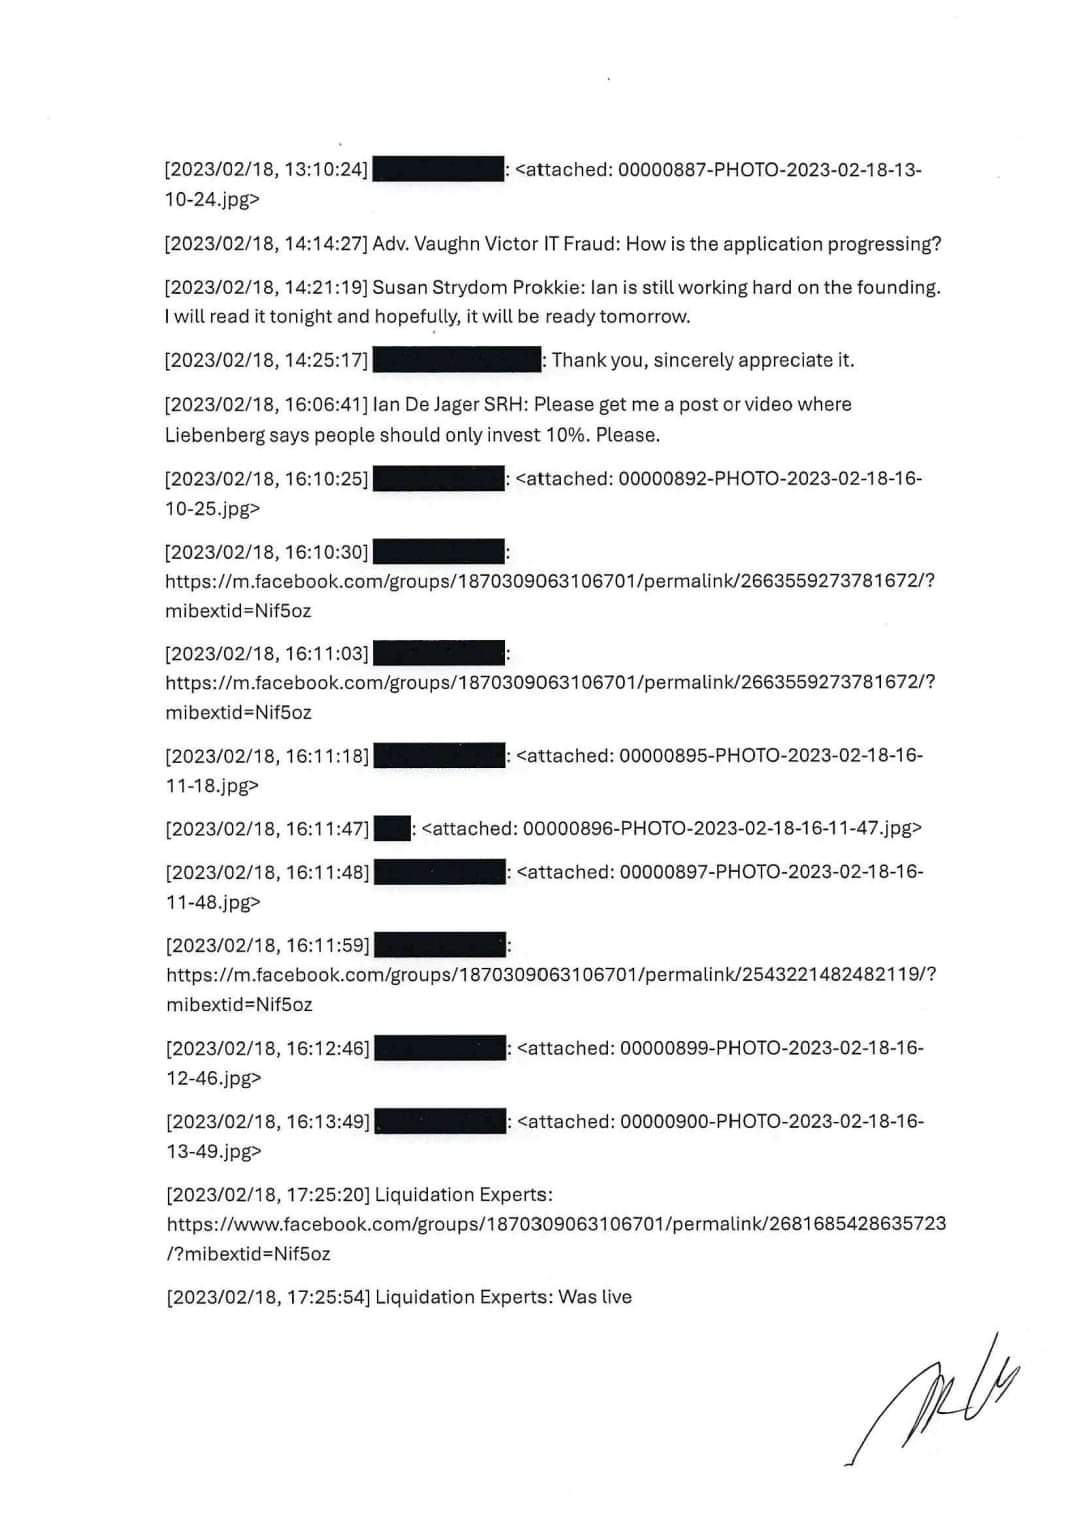 [2023/02/18, 13:10:24] : <attached: 00000887-PHOTO-2023-02-18-13-
10-24.jpg>
[2023/02/18, 14:14:27] Adv. Vaughn Victor IT Fraud: How is the application progressing?
[2023/02/18, 14:21:19] Susan Strydom Prokkie: Ian is still working hard on the founding.
I will read it tonight and hopefully, it will be ready tomorrow.
[2023/02/18, 14:25:17] : Thank you, sincerely appreciate it.
[2023/02/18, 16:06:41] Ian De Jager SRH: Please get me a post or video where
Liebenberg says people should only invest 10%. Please.
[2023/02/18, 16:10:25] : <attached: 00000892-PHOTO-2023-02-18-16-
10-25.jpg>
[2023/02/18, 16:10:30] :
https://m.facebook.com/groups/1870309063106701/permalink/2663559273781672/?
mibextid=Nif5oz
[2023/02/18, 16:11:03] :
https://m.facebook.com/groups/1870309063106701/permalink/2663559273781672/?
mibextid=Nif5oz
[2023/02/18, 16:11:18] : <attached: 00000895-PHOTO-2023-02-18-16-
11-18.jpg>
[2023/02/18, 16:11:47] : <attached: 00000896-PHOTO-2023-02-18-16-11-47.jpg>
[2023/02/18, 16:11:48] : <attached: 00000897-PHOTO-2023-02-18-16-
11-48.jpg>
[2023/02/18, 16:11:59] :
https://m.facebook.com/groups/1870309063106701/permalink/2543221482482119/?
mibextid=Nif5oz
[2023/02/18, 16:12:46] : <attached: 00000899-PHOTO-2023-02-18-16-
12-46.jpg>
[2023/02/18, 16:13:49] : <attached: 00000900-PHOTO-2023-02-18-16-
13-49.jpg>
[2023/02/18, 17:25:20] Liquidation Experts:
https://www.facebook.com/groups/1870309063106701/permalink/2681685428635723
/?mibextid=Nif5oz
[2023/02/18, 17:25:54] Liquidation Experts: Was live